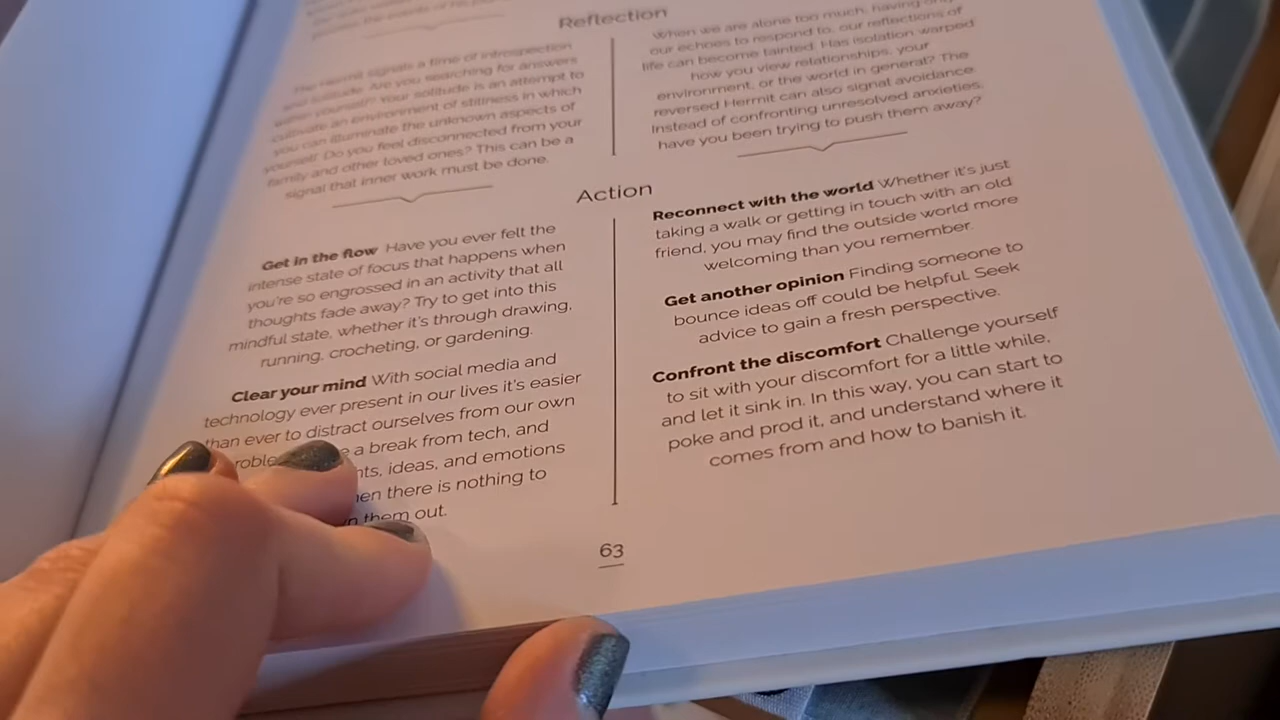 Reflection
The Hermit signals a time of introspection
and solitude. Are you searching for answers
within yourself? Your solitude is an attempt to
cultivate an environment of stillness in which
you can illuminate the unknown aspects of
yourself. Do you feel disconnected from your
family and other loved ones? This can be a
signal that inner work must be done.
When we are alone too much, having only
our echoes to respond to, our reflections of
life can become tainted. Has isolation warped
how you view relationships, your
environment, or the world in general? The
reversed Hermit can also signal avoidance.
Instead of confronting unresolved anxieties,
have you been trying to push them away?
Action
Get in the flow Have you ever felt the
intense state of focus that happens when
you're so engrossed in an activity that all
thoughts fade away? Try to get into this
mindful state, whether it's through drawing,
running, crocheting, or gardening.
Clear your mind With social media and
technology ever present in our lives it's easier
than ever to distract ourselves from our own
a break from tech, and
ideas, and emotions
there is nothing to
them out.
Reconnect with the world Whether it's just
taking a walk or getting in touch with an old
friend, you may find the outside world more
welcoming than you remember.
Get another opinion Finding someone to
bounce ideas off could be helpful. Seek
advice to gain a fresh perspective.
Confront the discomfort Challenge yourself
to sit with your discomfort for a little while,
and let it sink in. In this way, you can start to
poke and prod it, and understand where it
comes from and how to banish it.
63